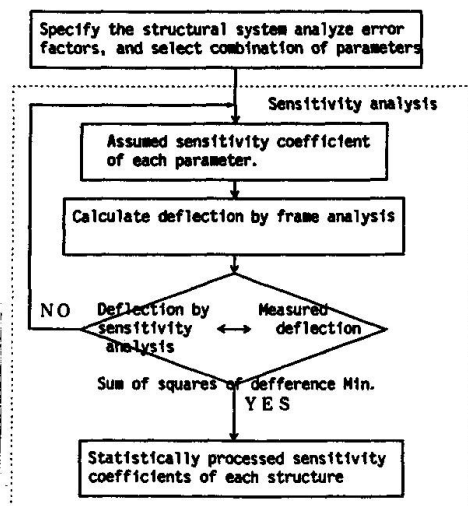 Specify the structural system analyze error
factors, and select combination of parameters
Sensitivity analysis
Assumed sensitivity coefficient
of each parameter.
Calculate deflection by frame analysis
NO
Deflection by
sensitivity
analysis
Measured
deflection
Sum of squares of defference Min.
YES
Statistically processed sensitivity
coefficients of each structure